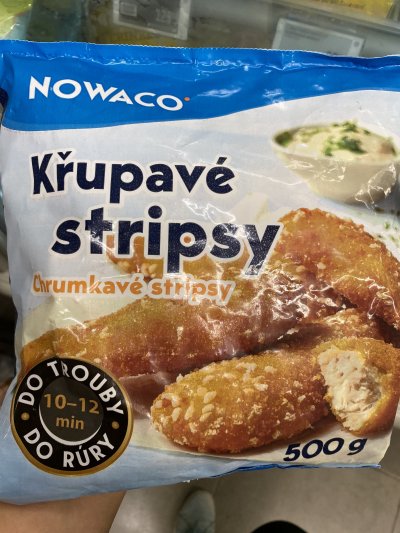 NOWACO
Křupavé
stripsy
Chrumkavé stripsy
DO TROUBY
10-12
min
DO RÚRY
500 g